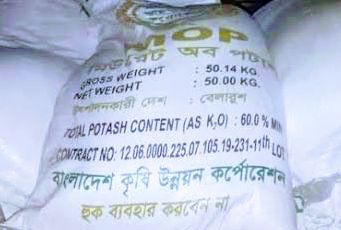 MOP
মিউরেট অব পটাশ
GROSS WEIGHT : 50.14 KG.
NET WEIGHT : 50.00 KG.
উৎপাদনকারী দেশ : বেলারুশ
TOTAL POTASH CONTENT (AS K₂O) : 60.0 % MIN
CONTRACT NO: 12.06.0000.225.07.105.19-231-11th LOT
বাংলাদেশ কৃষি উন্নয়ন কর্পোরেশন
হুক ব্যবহার করবেন না